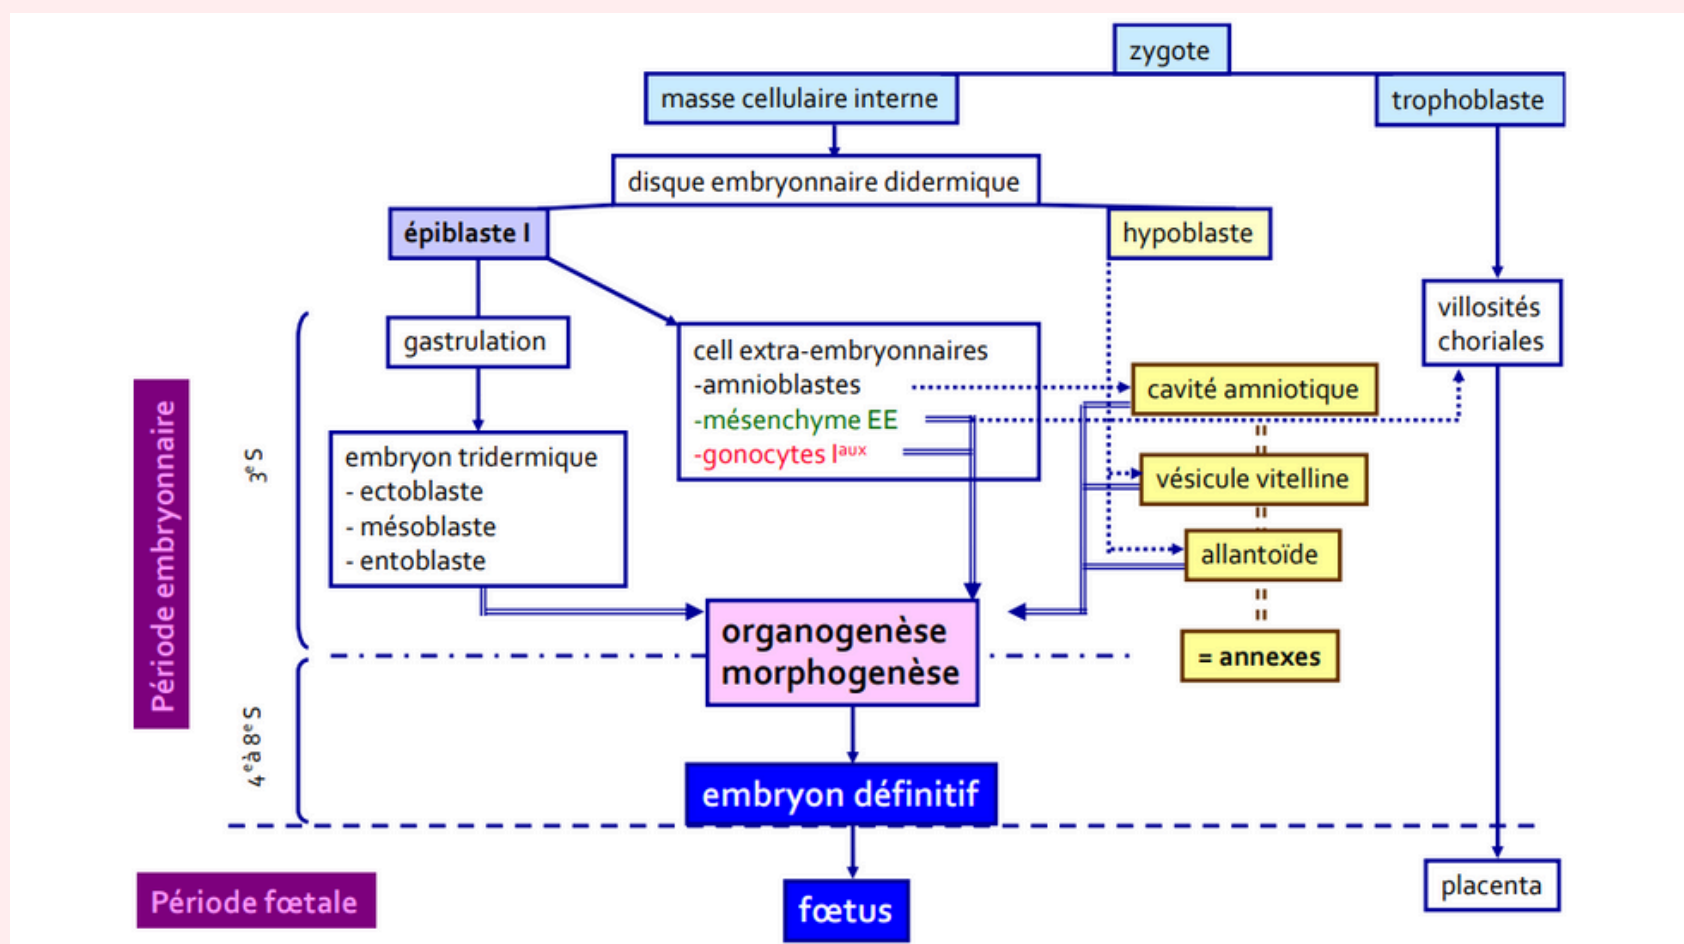 zygote
masse cellulaire interne
trophoblaste
disque embryonnaire didermique
épiblaste I
hypoblaste
villosités
choriales
gastrulation
cell extra-embryonnaires
-amnioblastes
-mésenchyme EE
-gonocytes Iaux
cavité amniotique
vésicule vitelline
allantoïde
= annexes
embryon tridermique
- ectoblaste
- mésoblaste
- entoblaste
3e S
Période embryonnaire
organogenèse
morphogenèse
4e à 8e S
embryon définitif
placenta
Période fœtale
fœtus